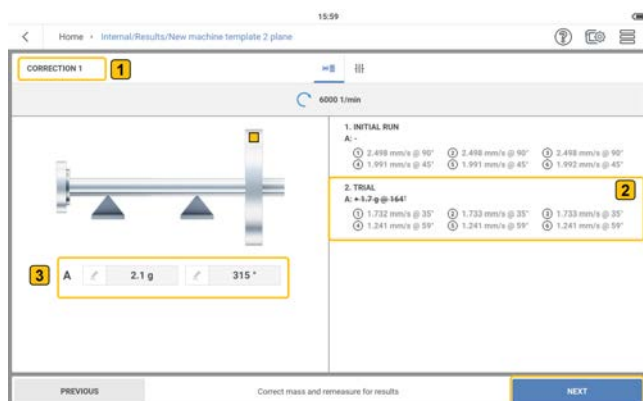 15:59
Home › Internal/Results/New machine template 2 plane
CORRECTION 1
1
6000 1/min
1. INITIAL RUN
A: -
1 2.498 mm/s @ 90° 2 2.498 mm/s @ 90° 3 2.498 mm/s @ 90°
4 1.991 mm/s @ 45° 5 1.991 mm/s @ 45° 6 1.992 mm/s @ 45°
2. TRIAL
2
A: +1.7 g @ 164°
1 1.732 mm/s @ 35° 2 1.733 mm/s @ 35° 3 1.733 mm/s @ 35°
4 1.241 mm/s @ 59° 5 1.241 mm/s @ 59° 6 1.241 mm/s @ 59°
3 A 2.1 g 315 °
PREVIOUS
Correct mass and remeasure for results
NEXT